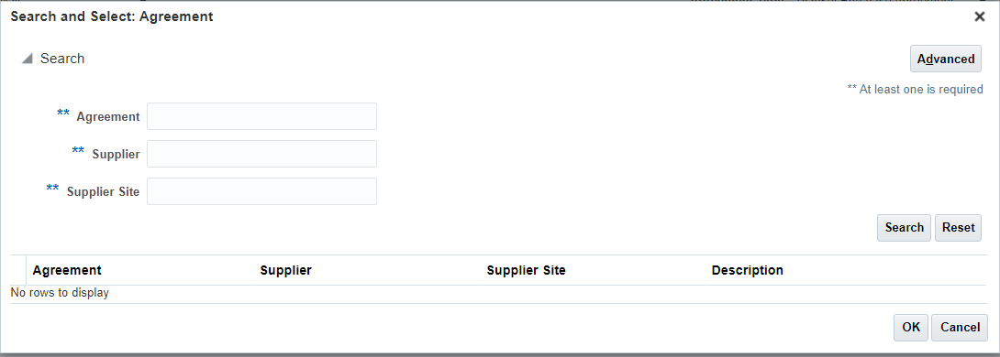 Search and Select: Agreement
Search
Advanced
** At least one is required
** Agreement
** Supplier
** Supplier Site
Search Reset
Agreement Supplier Supplier Site Description
No rows to display
OK Cancel